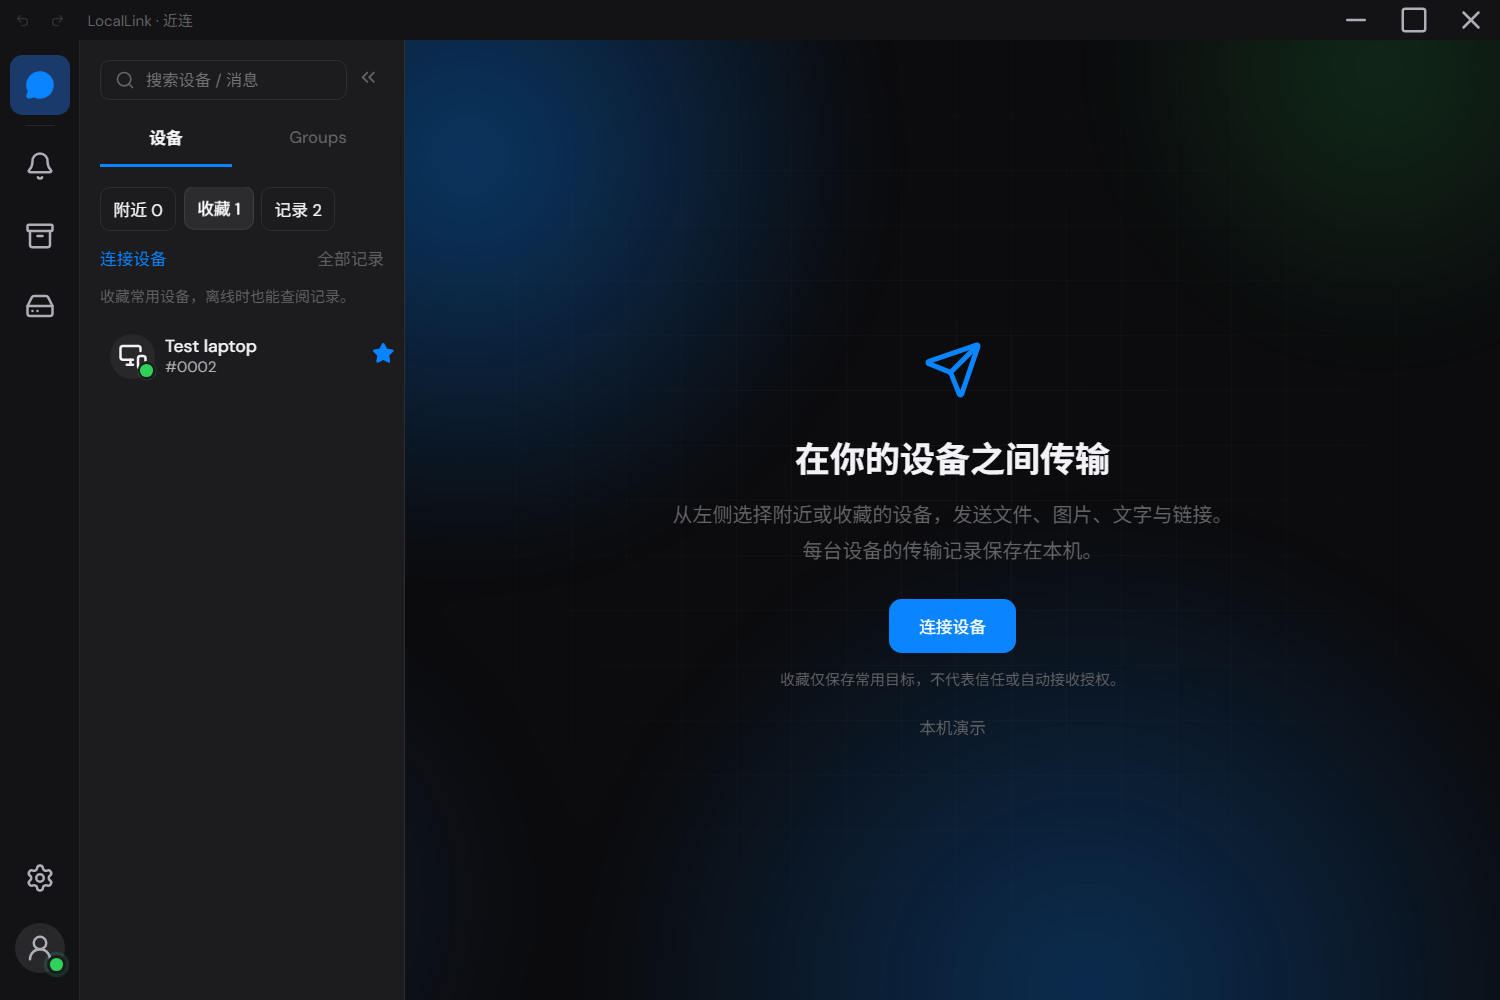 LocalLink · 近连
搜索设备 / 消息
设备
Groups
附近 0
收藏 1
记录 2
连接设备
全部记录
收藏常用设备，离线时也能查阅记录。
Test laptop
#0002
在你的设备之间传输
从左侧选择附近或收藏的设备，发送文件、图片、文字与链接。
每台设备的传输记录保存在本机。
连接设备
收藏仅保存常用目标，不代表信任或自动接收授权。
本机演示